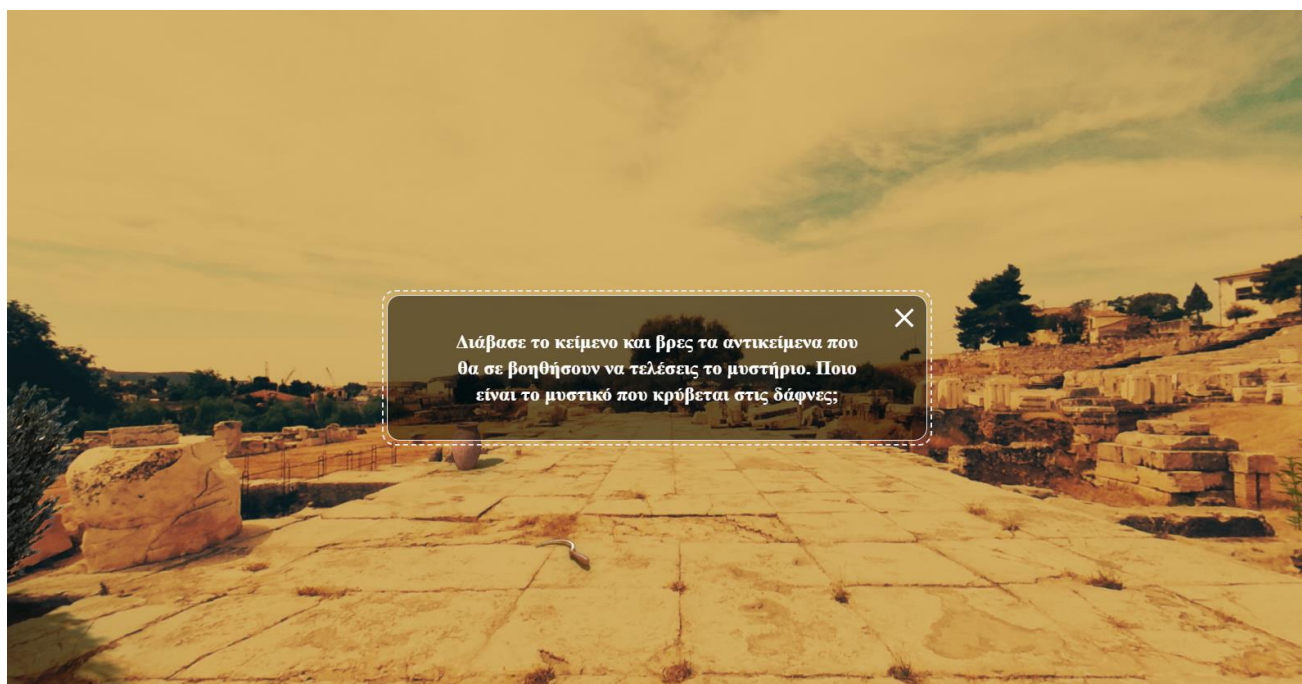 Διάβασε το κείμενο και βρες τα αντικείμενα που
θα σε βοηθήσουν να τελέσεις το μυστήριο. Ποιο
είναι το μυστικό που κρύβεται στις δάφνες;